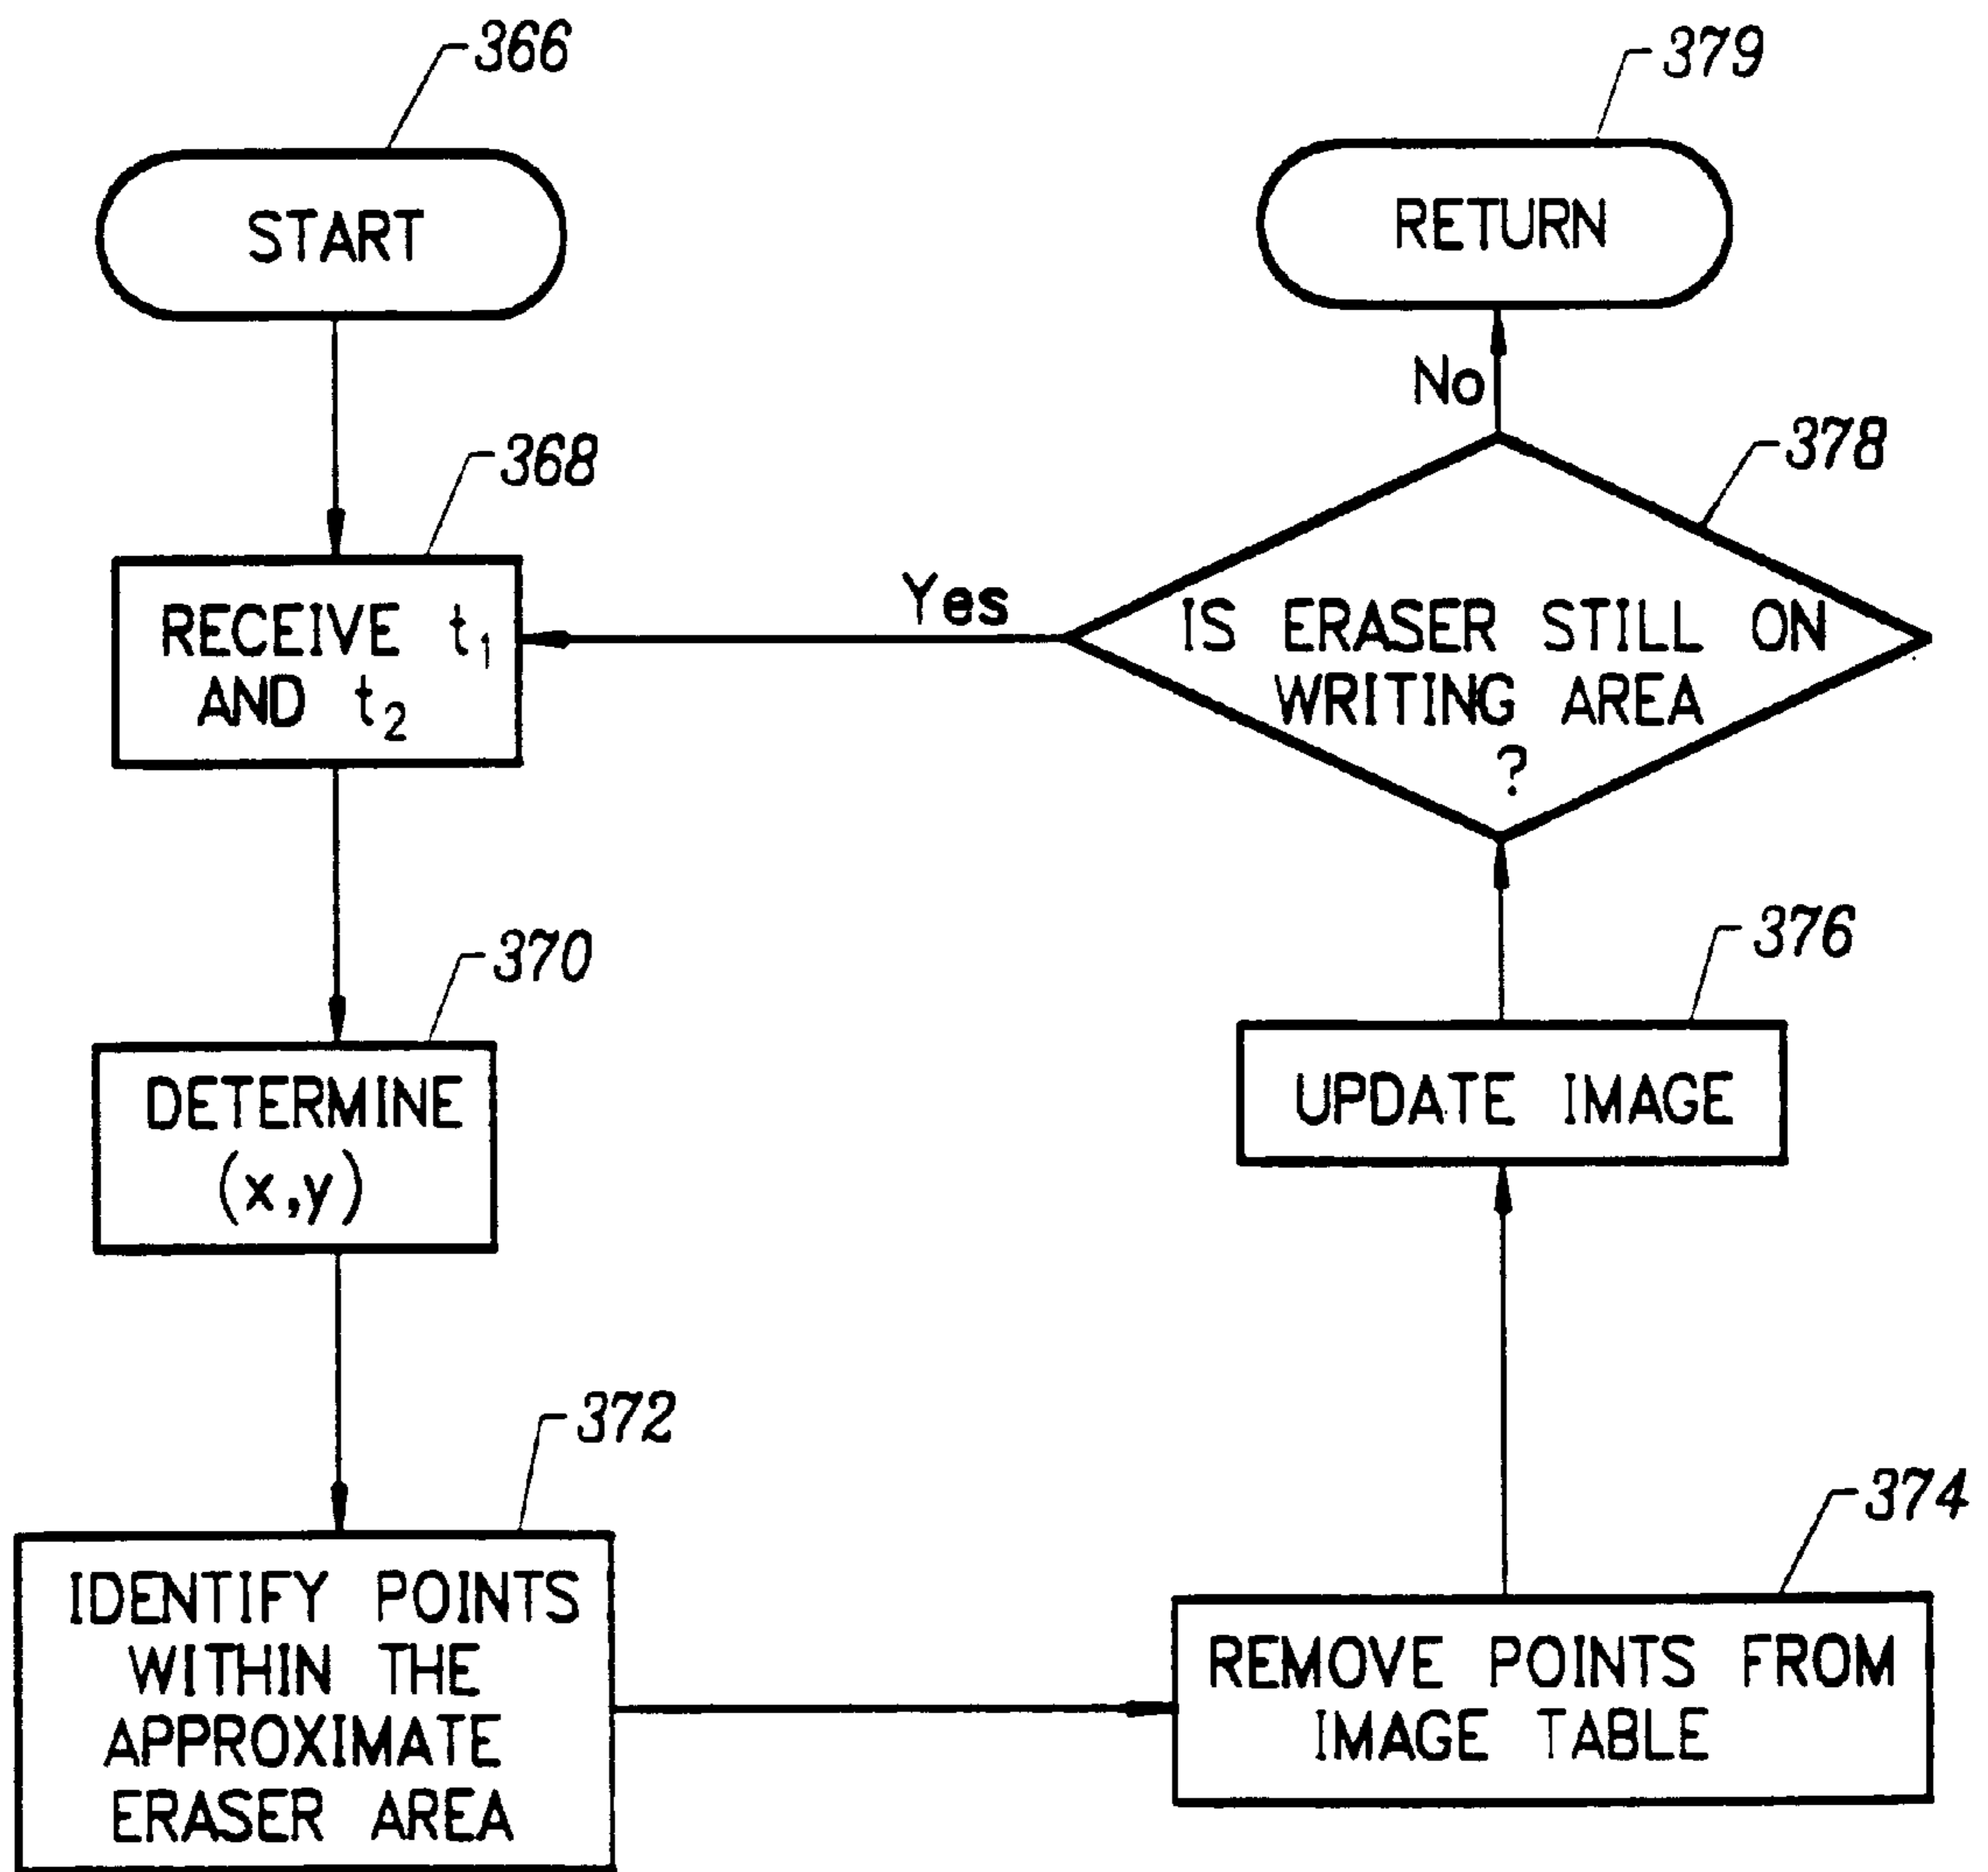 366
START
368
RECEIVE t₁
AND t₂
370
DETERMINE
(x,y)
372
IDENTIFY POINTS
WITHIN THE
APPROXIMATE
ERASER AREA
374
REMOVE POINTS FROM
IMAGE TABLE
376
UPDATE IMAGE
378
IS ERASER STILL ON
WRITING AREA
?
Yes
No
379
RETURN